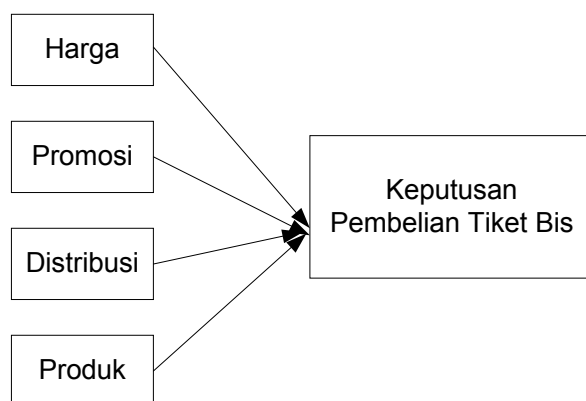 Harga
Promosi
Distribusi
Produk
Keputusan
Pembelian Tiket Bis